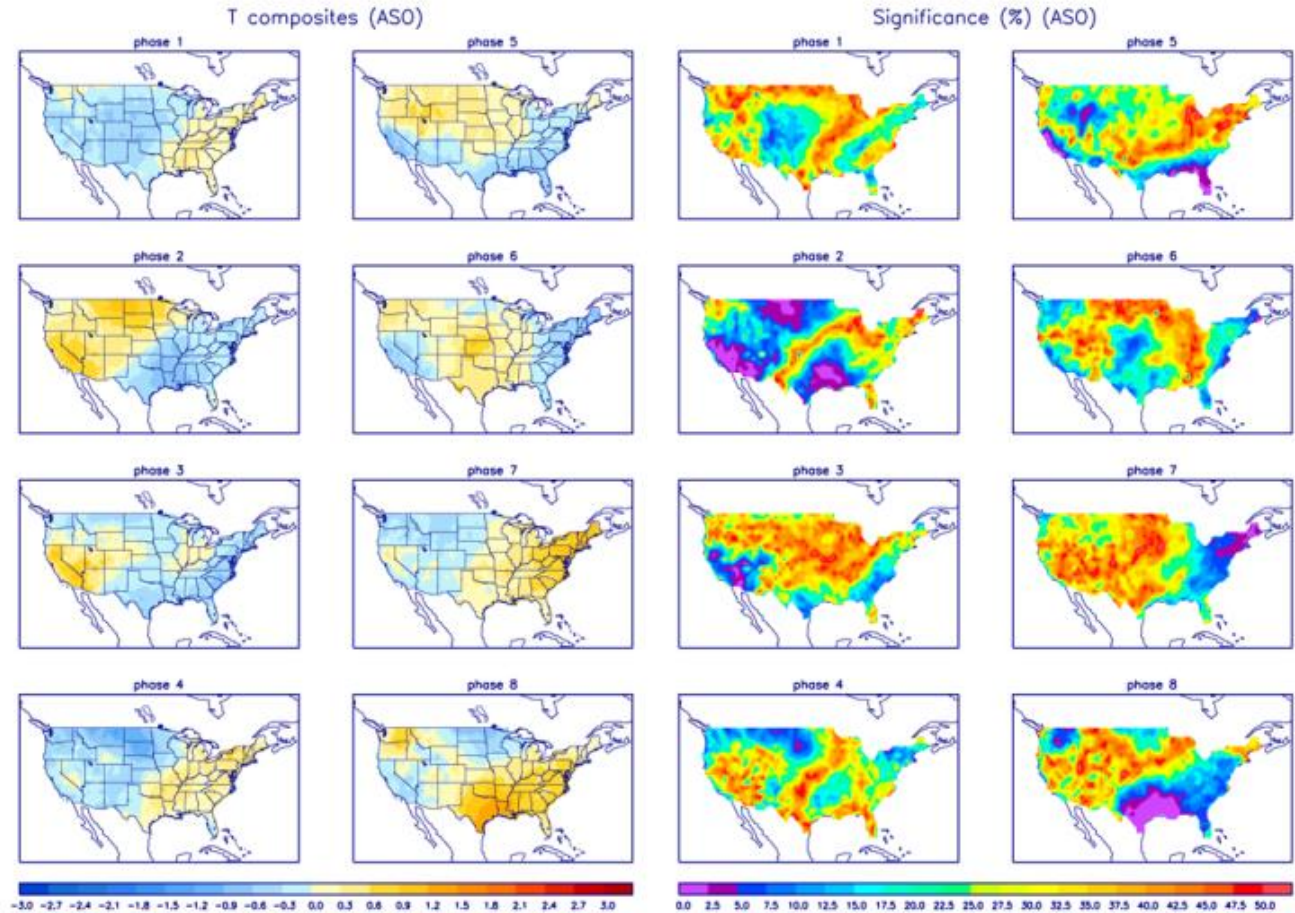 T composites (ASO)
Significance (%) (ASO)
phase 1
phase 5
phase 1
phase 5
phase 2
phase 6
phase 2
phase 6
phase 3
phase 7
phase 3
phase 7
phase 4
phase 8
phase 4
phase 8
-3.0 -2.7 -2.4 -2.1 -1.8 -1.5 -1.2 -0.9 -0.6 -0.3 0.0 0.3 0.6 0.9 1.2 1.5 1.8 2.1 2.4 2.7 3.0
0.0 2.5 5.0 7.5 10.0 12.5 15.0 17.5 20.0 22.5 25.0 27.5 30.0 32.5 35.0 37.5 40.0 42.5 45.0 47.5 50.0